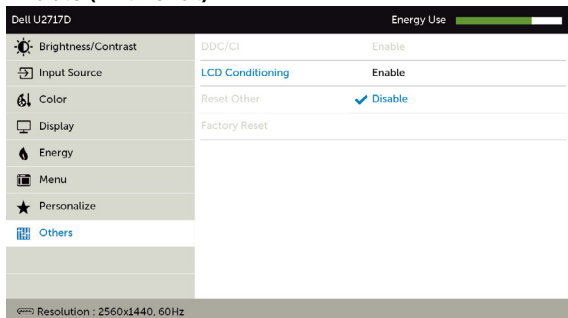 Dell U2717D Energy Use
Brightness/Contrast DDC/CI Enable
Input Source LCD Conditioning Enable
Color Reset Other Disable
Display Factory Reset
Energy
Menu
Personalize
Others
Resolution : 2560x1440, 60Hz